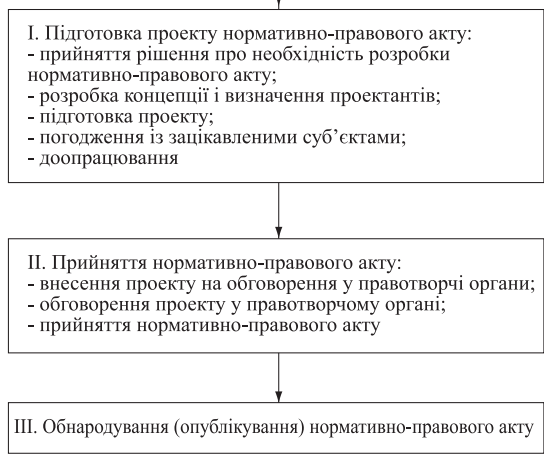 І. Підготовка проекту нормативно-правового акту:
- прийняття рішення про необхідність розробки
нормативно-правового акту;
- розробка концепції і визначення проектантів;
- підготовка проекту;
- погодження із зацікавленими суб’єктами;
- доопрацювання
ІІ. Прийняття нормативно-правового акту:
- внесення проекту на обговорення у правотворчі органи;
- обговорення проекту у правотворчому органі;
- прийняття нормативно-правового акту
ІІІ. Обнародування (опублікування) нормативно-правового акту